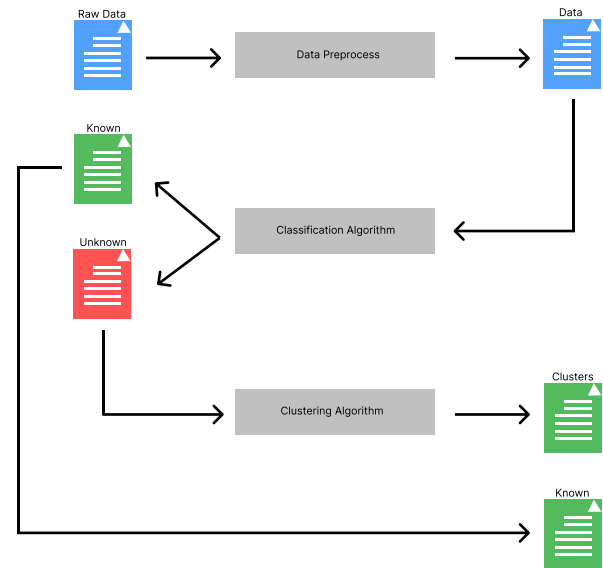 Raw Data
Data Preprocess
Data
Known
Classification Algorithm
Unknown
Clustering Algorithm
Clusters
Known